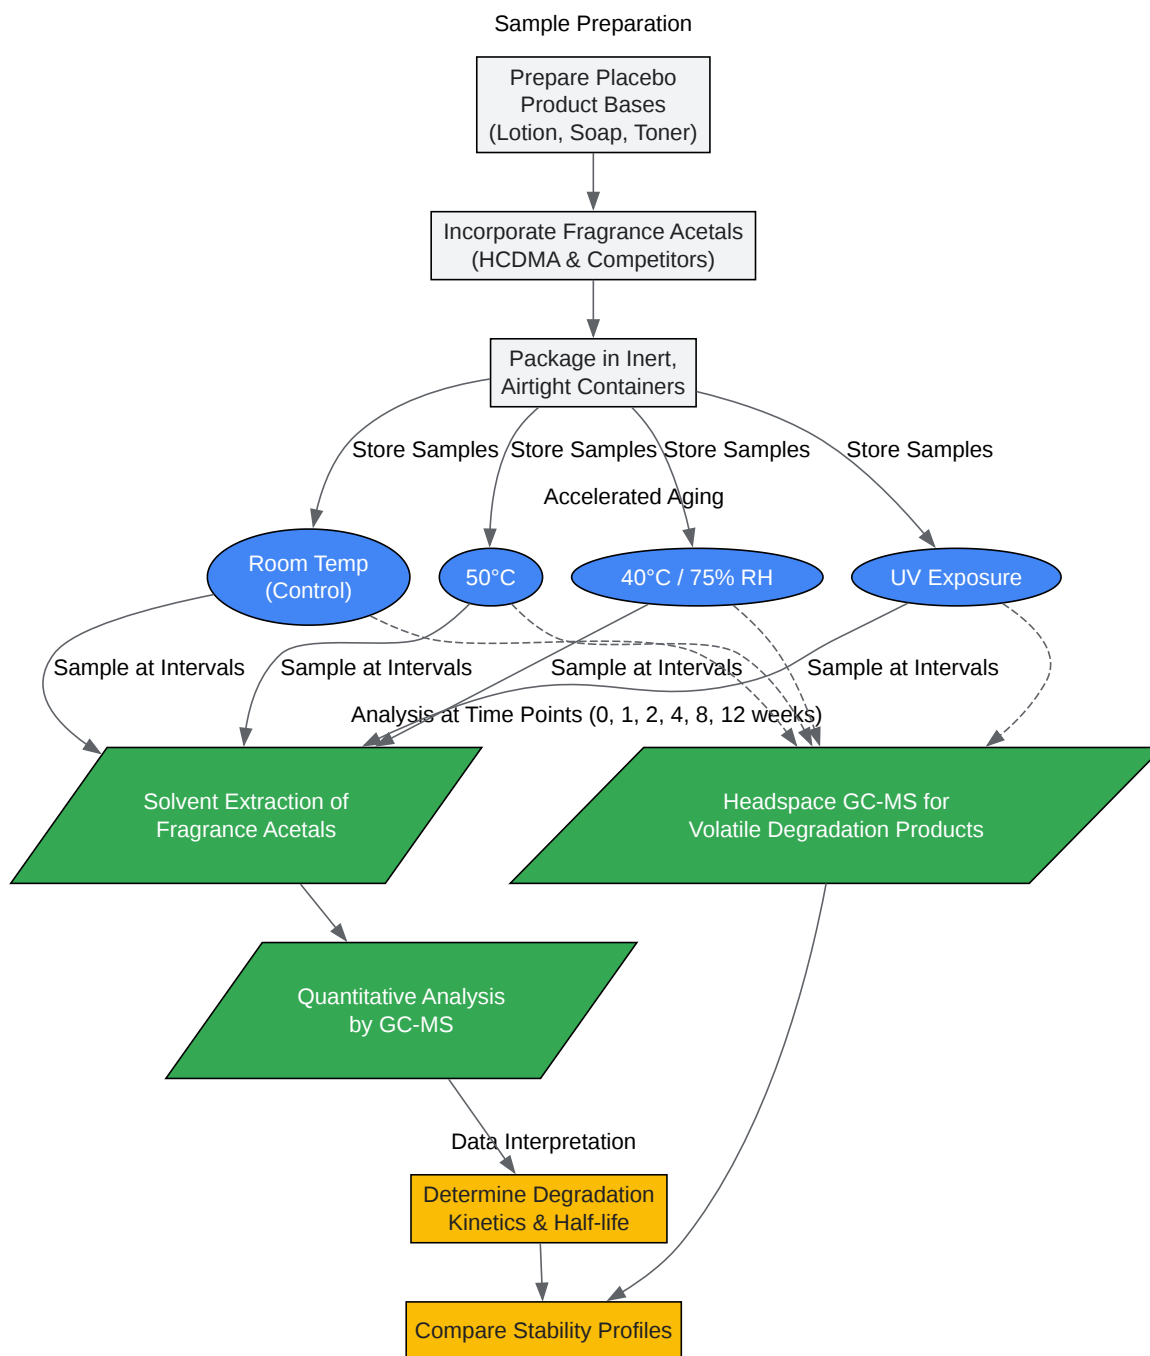 Sample Preparation
Prepare Placebo
Product Bases
(Lotion, Soap, Toner)
Incorporate Fragrance Acetals
(HCDMA & Competitors)
Package in Inert,
Airtight Containers
Store Samples
Store Samples
Store Samples
Store Samples
Accelerated Aging
Room Temp
(Control)
50°C
40°C / 75% RH
UV Exposure
Sample at Intervals
Sample at Intervals
Sample at Intervals
Sample at Intervals
Analysis at Time Points (0, 1, 2, 4, 8, 12 weeks)
Solvent Extraction of
Fragrance Acetals
Headspace GC-MS for
Volatile Degradation Products
Quantitative Analysis
by GC-MS
Data Interpretation
Determine Degradation
Kinetics & Half-life
Compare Stability Profiles